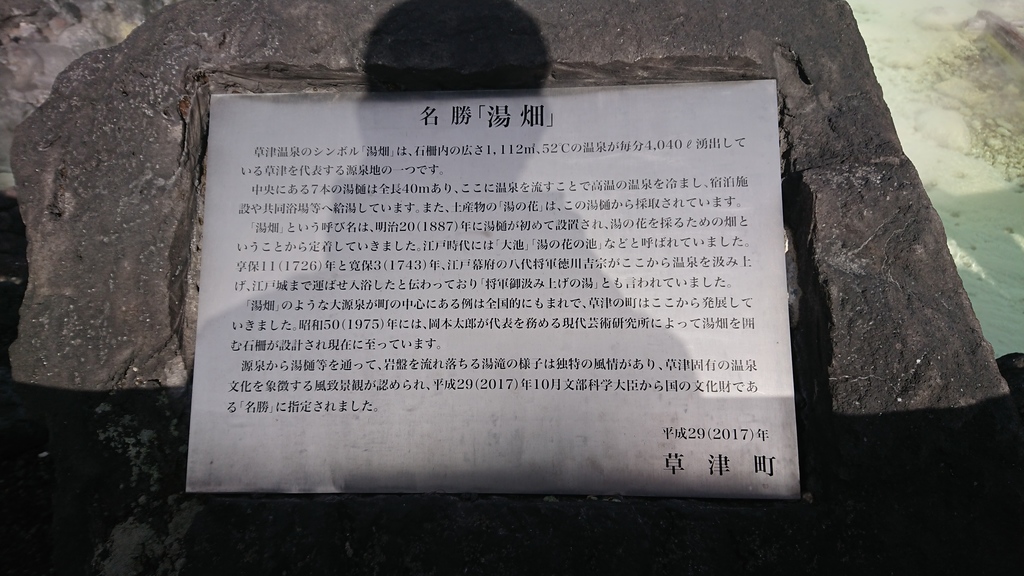 名勝「湯畑」
草津温泉のシンボル「湯畑」は、石柵内の広さ1,112㎡、52℃の温泉が毎分4,040ℓ湧出して
いる草津を代表する源泉地の一つです。
中央にある7本の湯樋は全長40mあり、ここに温泉を流すことで高温の温泉を冷まし、宿泊施
設や共同浴場等へ給湯しています。また、土産物の「湯の花」は、この湯樋から採取されています。
「湯畑」という呼び名は、明治20(1887)年に湯樋が初めて設置され、湯の花を採るための畑と
いうことから定着していきました。江戸時代には「大池」「湯の花の池」などと呼ばれていました。
享保11(1726)年と寛保3(1743)年、江戸幕府の八代将軍徳川吉宗がここから温泉を汲み上
げ、江戸城まで運ばせ入浴したと伝わっており「将軍御汲み上げの湯」とも言われていました。
「湯畑」のような大源泉が町の中心にある例は全国的にもまれで、草津の町はここから発展して
いきました。昭和50(1975)年には、岡本太郎が代表を務める現代芸術研究所によって湯畑を囲
む石柵が設計され現在に至っています。
源泉から湯樋等を通って、岩盤を流れ落ちる湯滝の様子は独特の風情があり、草津固有の温泉
文化を象徴する風致景観が認められ、平成29(2017)年10月文部科学大臣から国の文化財であ
る「名勝」に指定されました。
平成29(2017)年
草津町